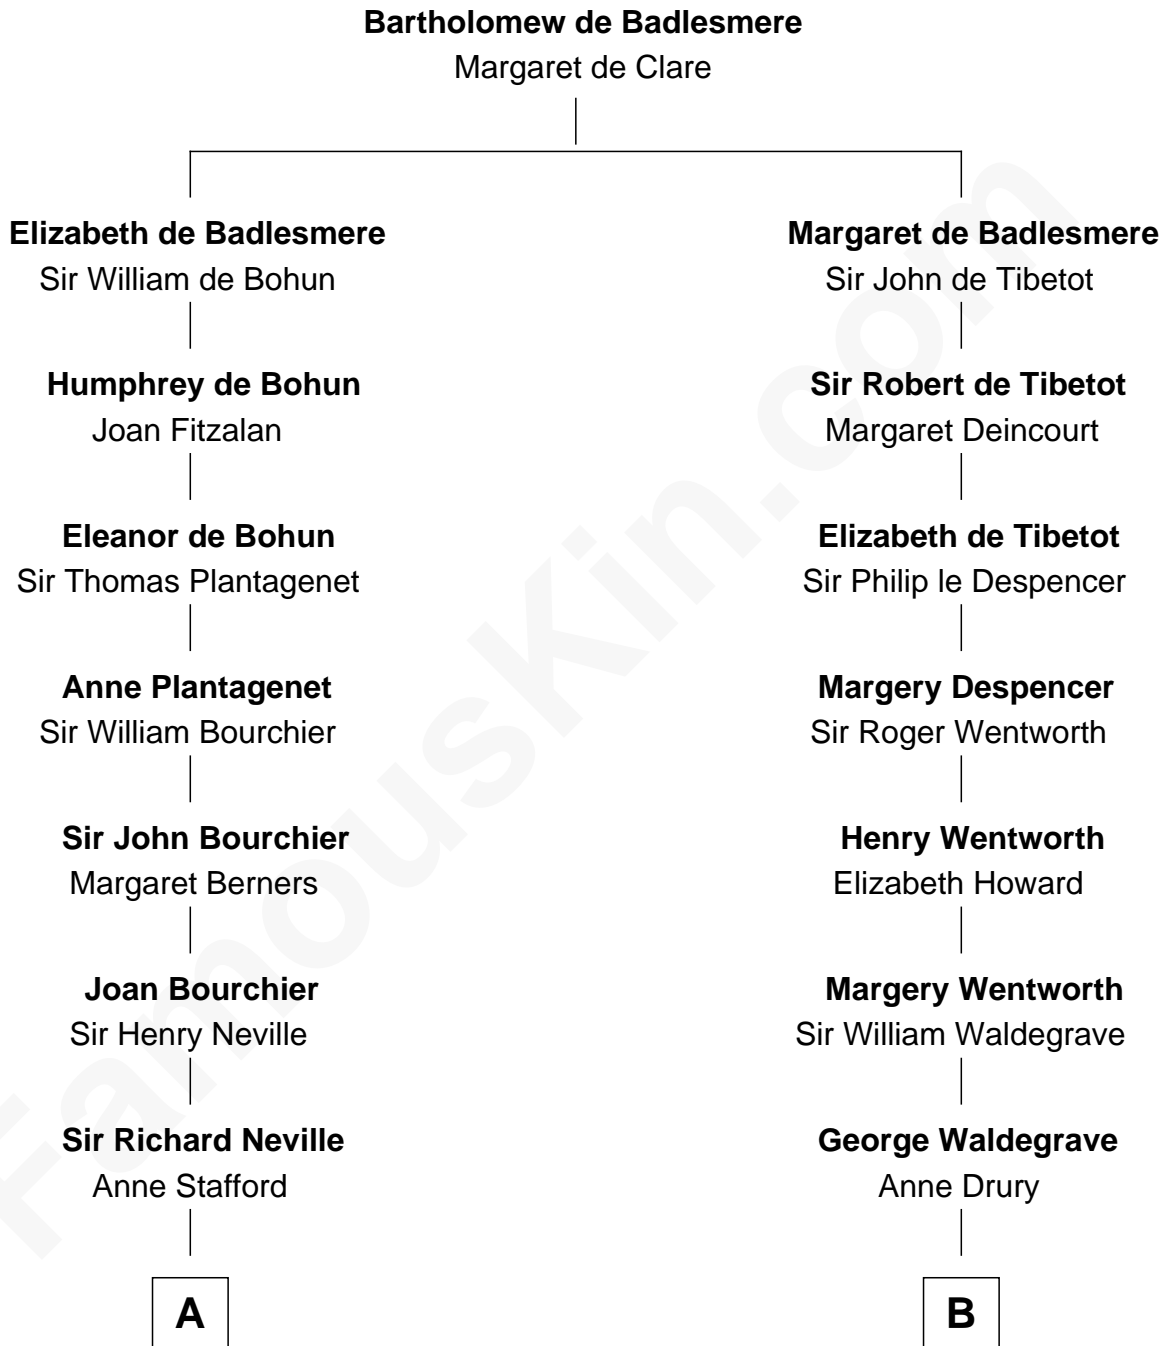 Bartholomew de Badlesmere
Margaret de Clare
Elizabeth de Badlesmere
Sir William de Bohun
Humphrey de Bohun
Joan Fitzalan
Eleanor de Bohun
Sir Thomas Plantagenet
Anne Plantagenet
Sir William Bourchier
Sir John Bourchier
Margaret Berners
Joan Bourchier
Sir Henry Neville
Sir Richard Neville
Anne Stafford
A
Margaret de Badlesmere
Sir John de Tibetot
Sir Robert de Tibetot
Margaret Deincourt
Elizabeth de Tibetot
Sir Philip le Despencer
Margery Despencer
Sir Roger Wentworth
Henry Wentworth
Elizabeth Howard
Margery Wentworth
Sir William Waldegrave
George Waldegrave
Anne Drury
B
FamousKin.com